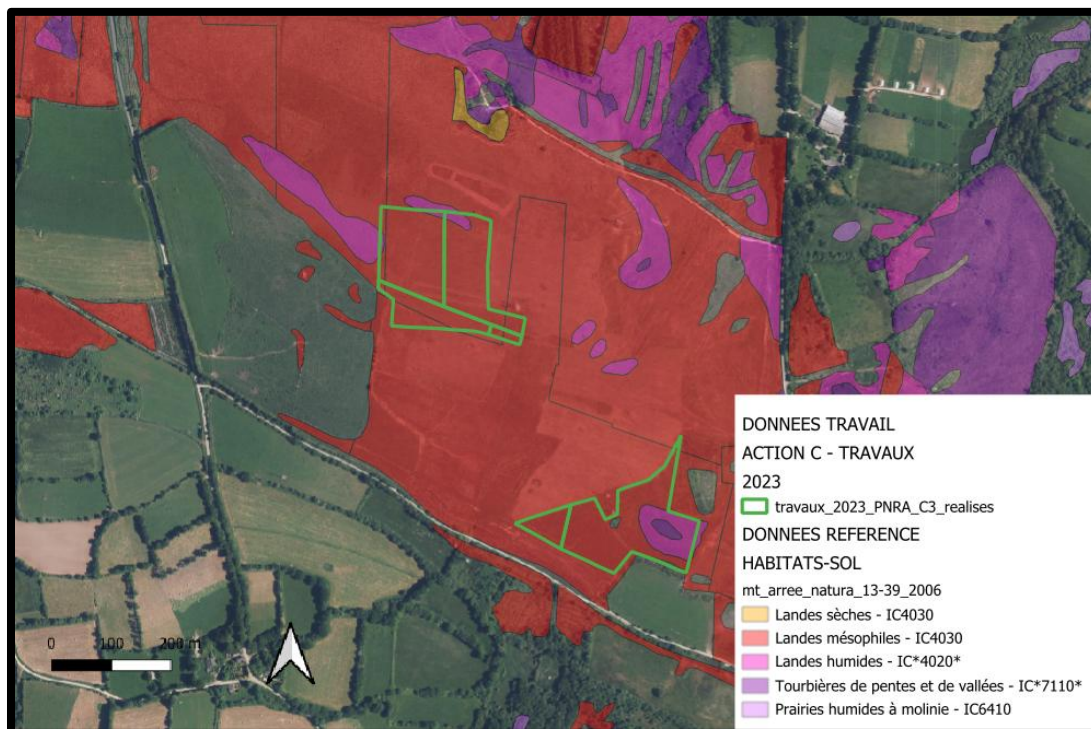 DONNEES TRAVAIL
ACTION C - TRAVAUX
2023
travaux_2023_PNRA_C3_realises
DONNEES REFERENCE
HABITATS-SOL
mt_arree_natura_13-39_2006
Landes sèches - IC4030
Landes mésophiles - IC4030
Landes humides - IC*4020*
Tourbières de pentes et de vallées - IC*7110*
Prairies humides à molinie - IC6410
0 100 200 m